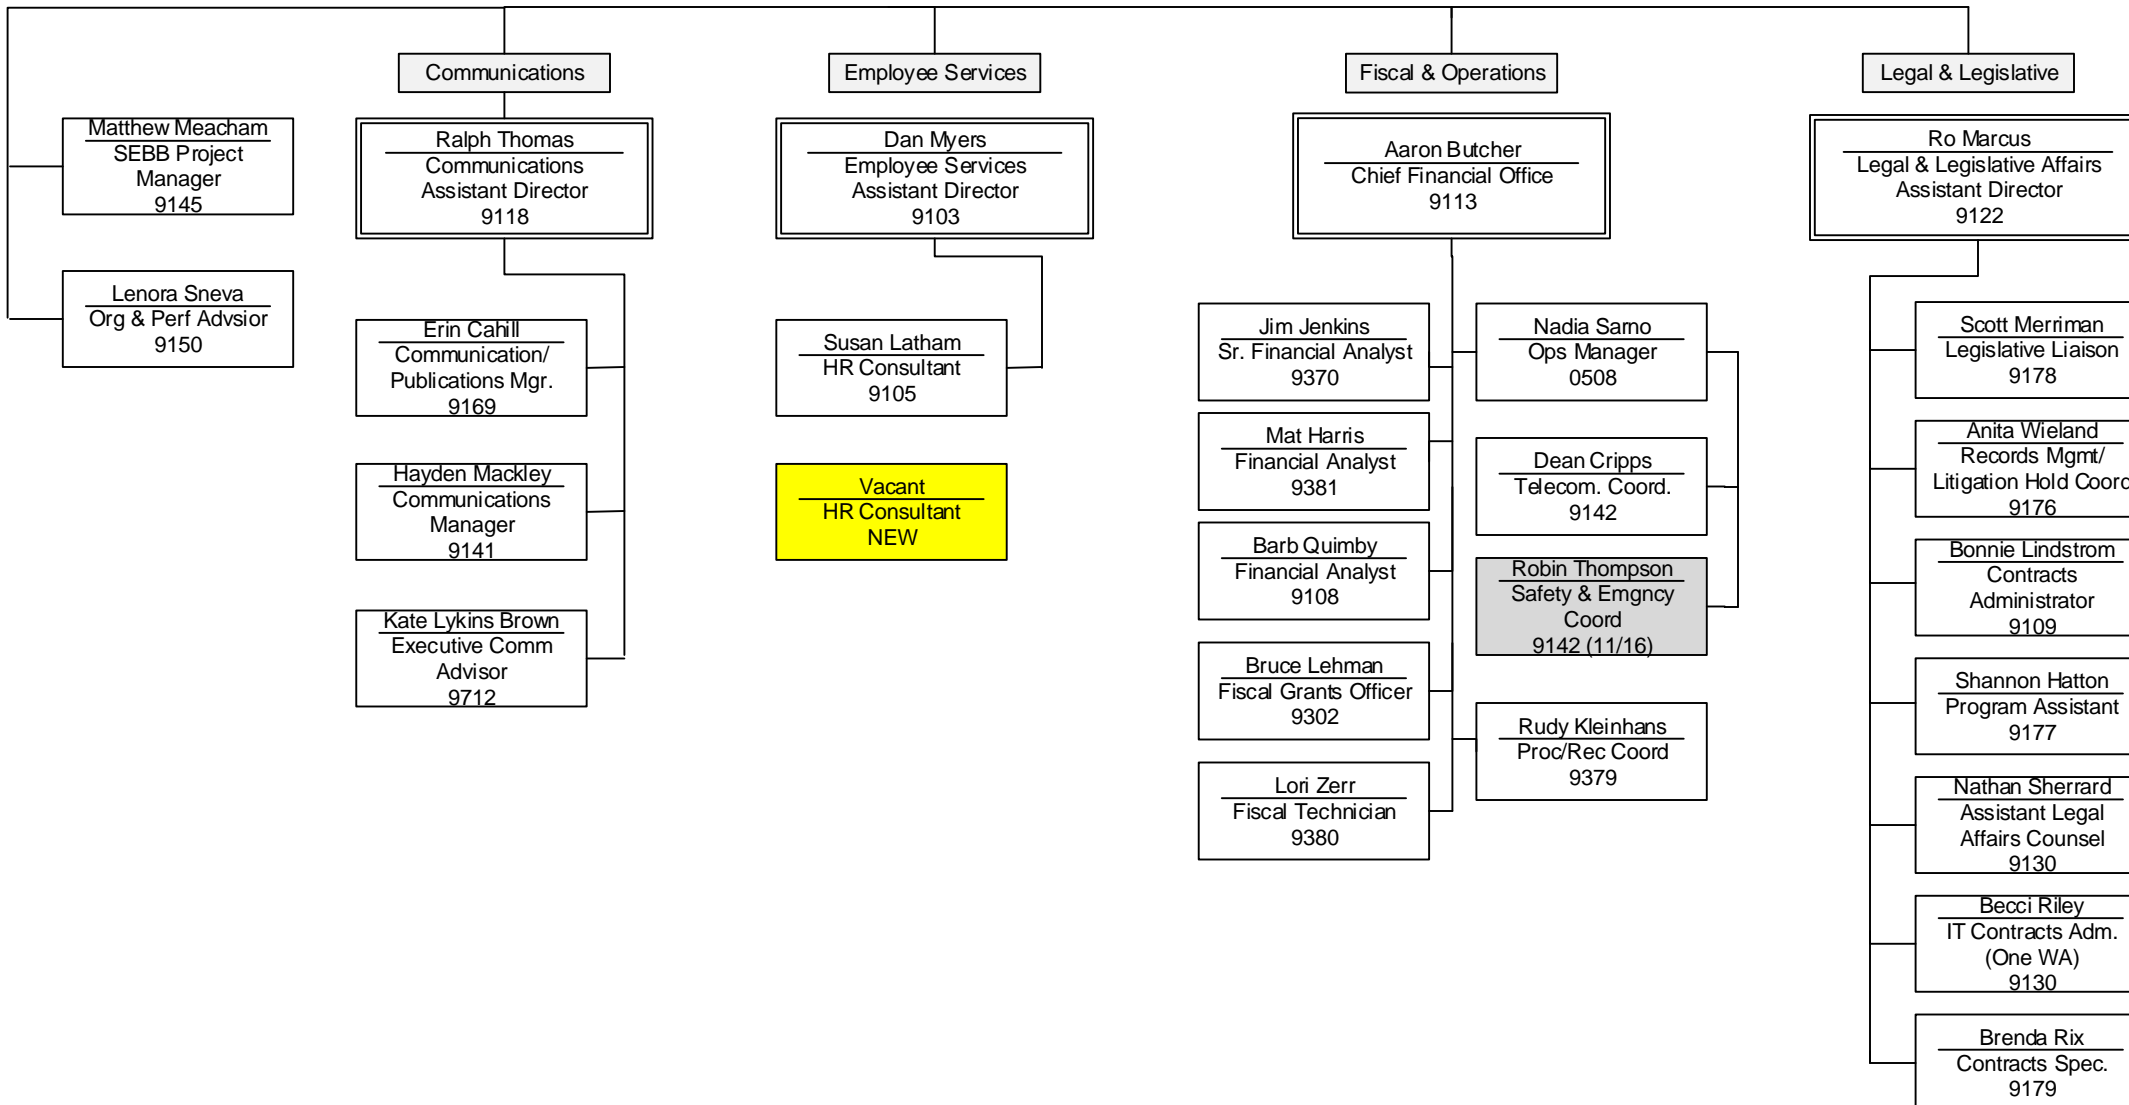 Communications
Employee Services
Fiscal & Operations
Legal & Legislative
Matthew Meacham
SEBB Project
Manager
9145
Lenora Sneva
Org & Perf Advsior
9150
Ralph Thomas
Communications
Assistant Director
9118
Erin Cahill
Communication/
Publications Mgr.
9169
Hayden Mackley
Communications
Manager
9141
Kate Lykins Brown
Executive Comm
Advisor
9712
Dan Myers
Employee Services
Assistant Director
9103
Susan Latham
HR Consultant
9105
Vacant
HR Consultant
NEW
Aaron Butcher
Chief Financial Office
9113
Jim Jenkins
Sr. Financial Analyst
9370
Mat Harris
Financial Analyst
9381
Barb Quimby
Financial Analyst
9108
Bruce Lehman
Fiscal Grants Officer
9302
Lori Zerr
Fiscal Technician
9380
Nadia Sarno
Ops Manager
0508
Dean Cripps
Telecom. Coord.
9142
Robin Thompson
Safety & Emgncy
Coord
9142 (11/16)
Rudy Kleinhans
Proc/Rec Coord
9379
Ro Marcus
Legal & Legislative Affairs
Assistant Director
9122
Scott Merriman
Legislative Liaison
9178
Anita Wieland
Records Mgmt/
Litigation Hold Coord
9176
Bonnie Lindstrom
Contracts
Administrator
9109
Shannon Hatton
Program Assistant
9177
Nathan Sherrard
Assistant Legal
Affairs Counsel
9130
Becci Riley
IT Contracts Adm.
(One WA)
9130
Brenda Rix
Contracts Spec.
9179